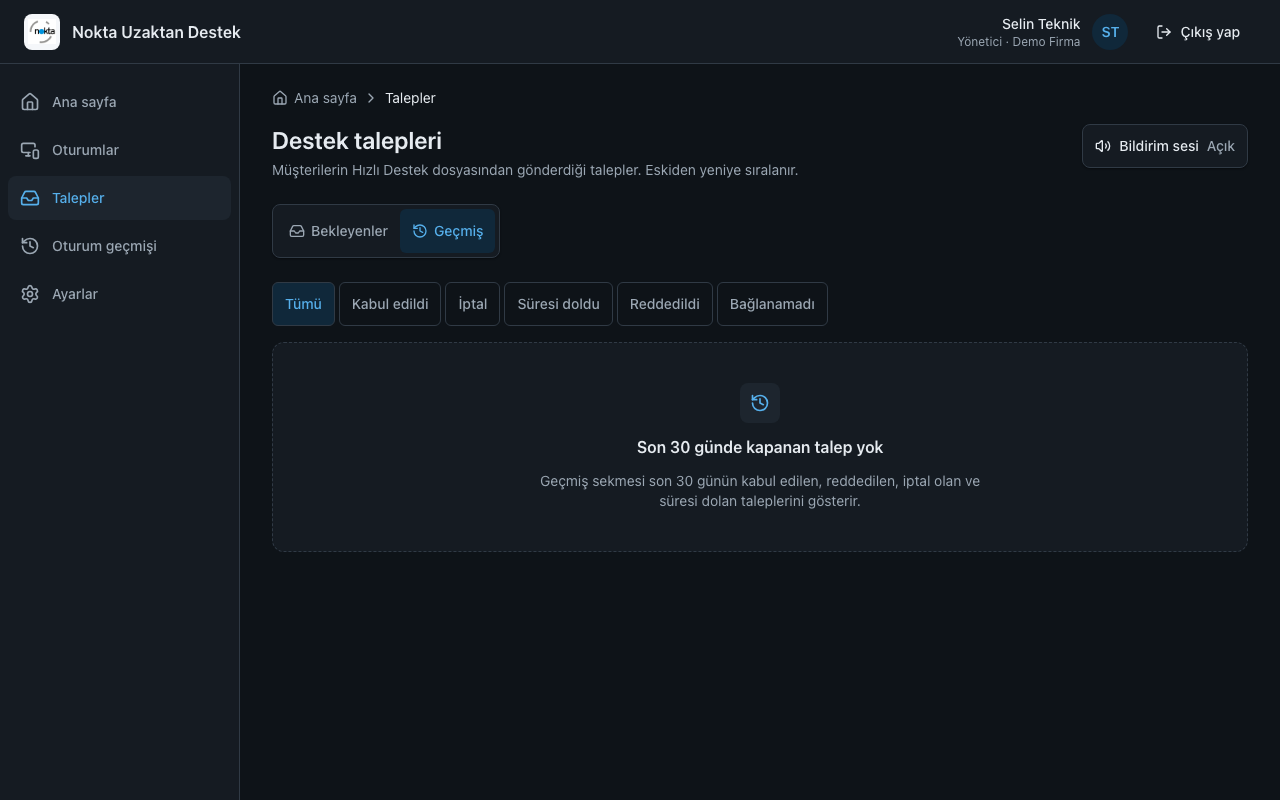 nokta
Nokta Uzaktan Destek
Selin Teknik
Yönetici · Demo Firma
ST
Çıkış yap
Ana sayfa
Oturumlar
Talepler
Oturum geçmişi
Ayarlar
Ana sayfa > Talepler
Destek talepleri
Müşterilerin Hızlı Destek dosyasından gönderdiği talepler. Eskiden yeniye sıralanır.
Bildirim sesi Açık
Bekleyenler Geçmiş
Tümü Kabul edildi İptal Süresi doldu Reddedildi Bağlanamadı
Son 30 günde kapanan talep yok
Geçmiş sekmesi son 30 günün kabul edilen, reddedilen, iptal olan ve
süresi dolan taleplerini gösterir.